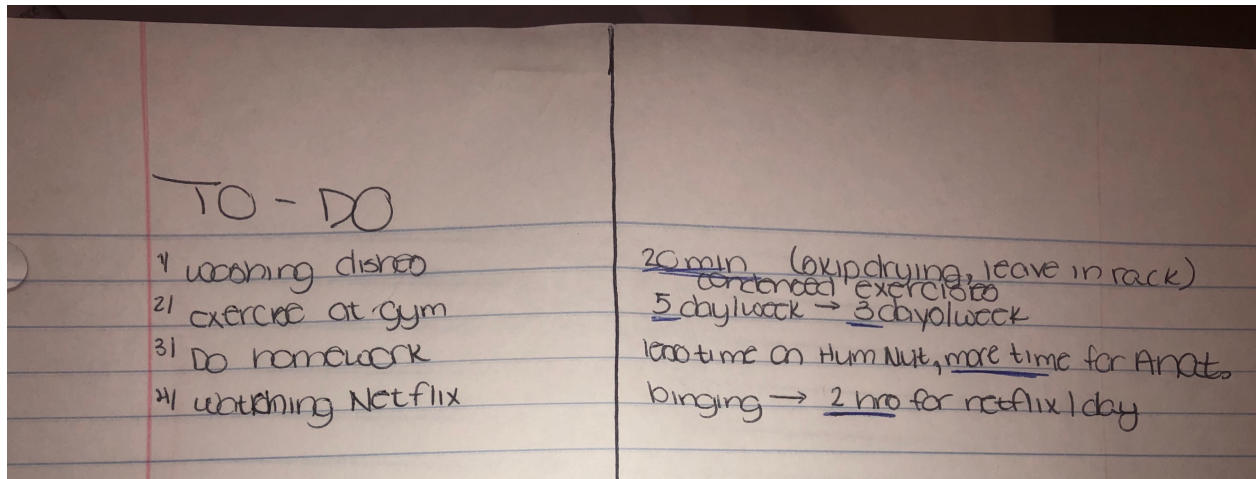 TO - DO
1) washing dishes
20 min (skip drying, leave in rack)
condensed exercises
2) exercise at gym
5 day/week → 3 days/week
3) Do homework
less time on Hum Nut, more time for Anat.
4) watching Netflix
binging → 2 hrs for netflix/day